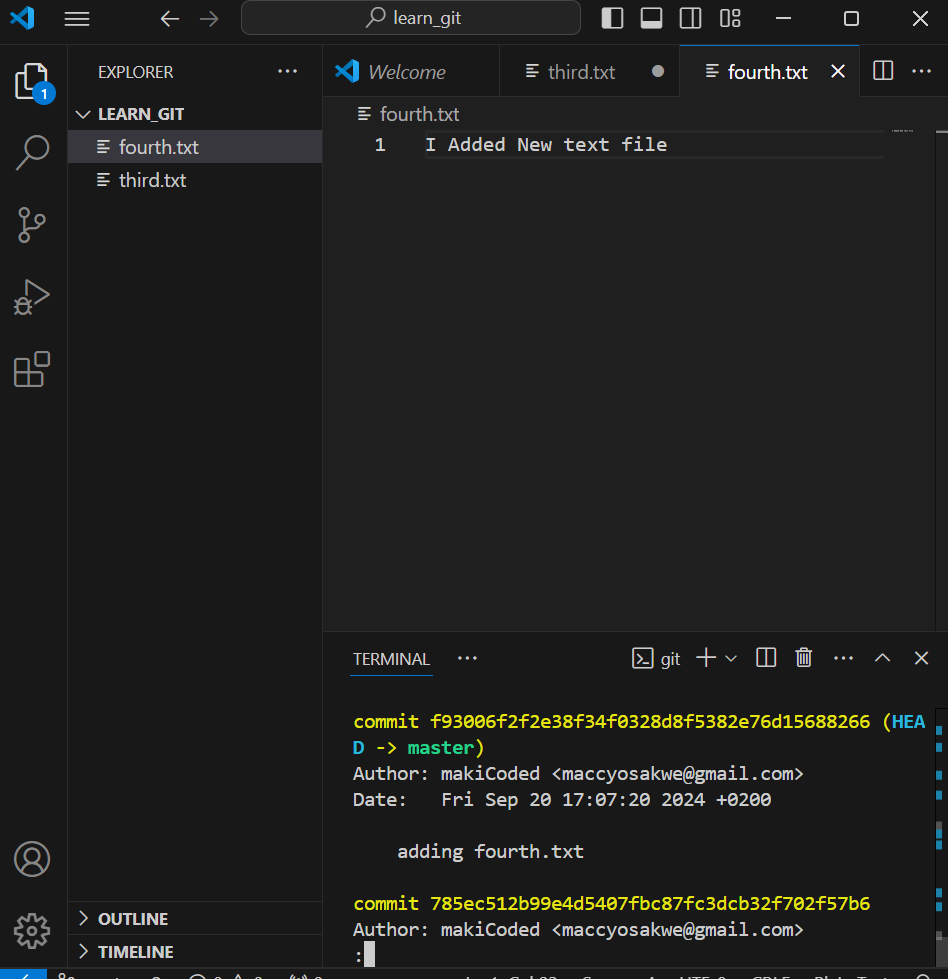 learn_git
EXPLORER
LEARN_GIT
fourth.txt
third.txt
OUTLINE
TIMELINE
1
Welcome
third.txt
fourth.txt
fourth.txt
1 I Added New text file
TERMINAL
git
commit f93006f2f2e38f34f0328d8f5382e76d15688266 (HEA
D -> master)
Author: makiCoded <maccyosakwe@gmail.com>
Date:   Fri Sep 20 17:07:20 2024 +0200
adding fourth.txt
commit 785ec512b99e4d5407fbc87fc3dcb32f702f57b6
Author: makiCoded <maccyosakwe@gmail.com>
: